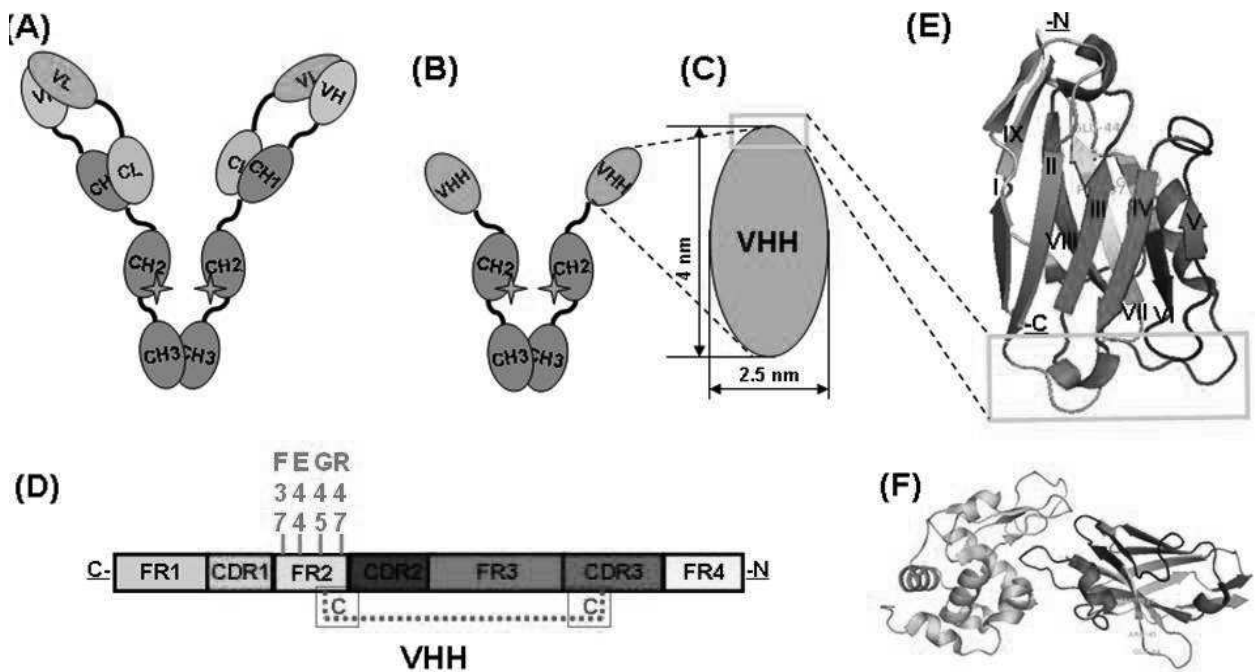 (A)
VL
VL
VH
CL
CL
CH1
CH2
CH2
CH3
CH3
(B)
VHH
VHH
CH2
CH2
CH3
CH3
(C)
VHH
4 nm
2.5 nm
(E)
-N
IX
I
II
III
IV
V
VIII
VII
VI
-C
(D)
F E G R
3 4 4 4
7 4 5 7
C- FR1 CDR1 FR2 CDR2 FR3 CDR3 FR4 -N
C C
VHH
(F)